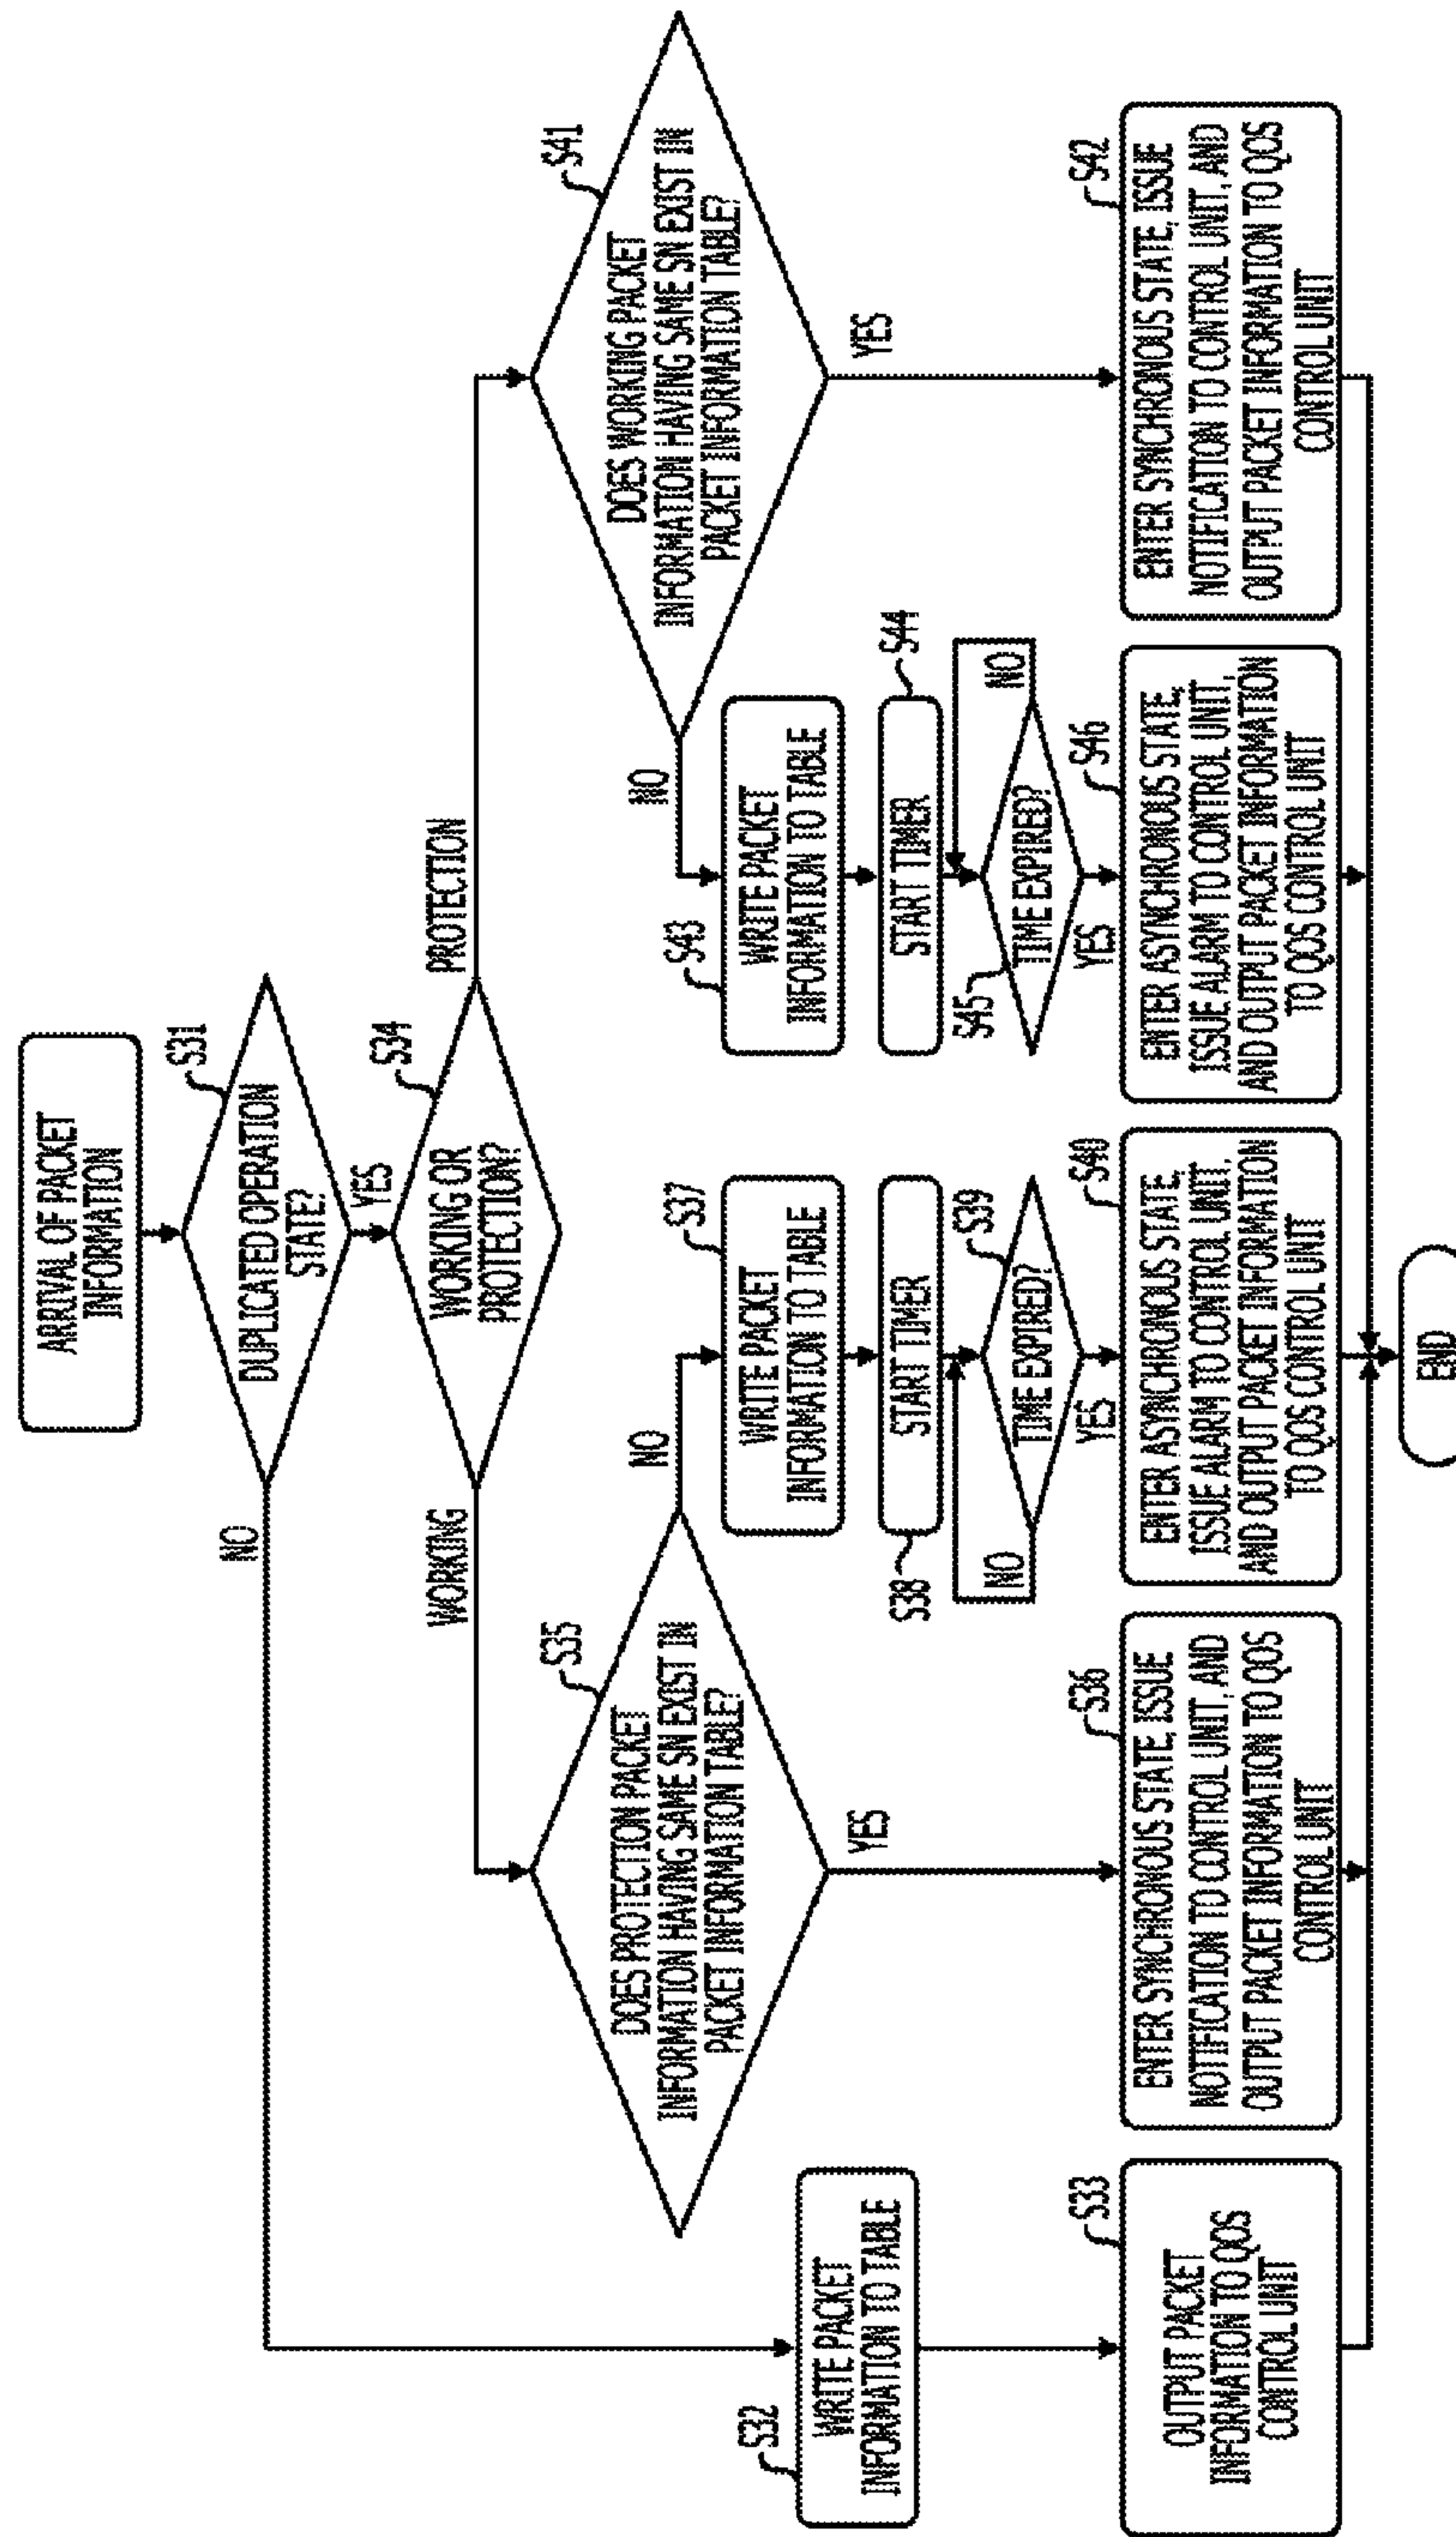 ARRIVAL OF PACKET
INFORMATION
S31
DUPLICATED OPERATION
STATE?
NO
YES
S34
WORKING OR
PROTECTION?
WORKING
PROTECTION
S35
DOES PROTECTION PACKET
INFORMATION HAVING SAME SN EXIST IN
PACKET INFORMATION TABLE?
NO
YES
S41
DOES WORKING PACKET
INFORMATION HAVING SAME SN EXIST IN
PACKET INFORMATION TABLE?
NO
YES
S32
WRITE PACKET
INFORMATION TO TABLE
S37
WRITE PACKET
INFORMATION TO TABLE
S43
WRITE PACKET
INFORMATION TO TABLE
S38
START TIMER
START TIMER
S44
NO
TIME EXPIRED?
S39
YES
S45
TIME EXPIRED?
NO
YES
S33
OUTPUT PACKET
INFORMATION TO QOS
CONTROL UNIT
S36
ENTER SYNCHRONOUS STATE, ISSUE
NOTIFICATION TO CONTROL UNIT, AND
OUTPUT PACKET INFORMATION TO QOS
CONTROL UNIT
S40
ENTER ASYNCHRONOUS STATE,
ISSUE ALARM TO CONTROL UNIT,
AND OUTPUT PACKET INFORMATION
TO QOS CONTROL UNIT
S46
ENTER ASYNCHRONOUS STATE,
ISSUE ALARM TO CONTROL UNIT,
AND OUTPUT PACKET INFORMATION
TO QOS CONTROL UNIT
S42
ENTER SYNCHRONOUS STATE, ISSUE
NOTIFICATION TO CONTROL UNIT, AND
OUTPUT PACKET INFORMATION TO QOS
CONTROL UNIT
END